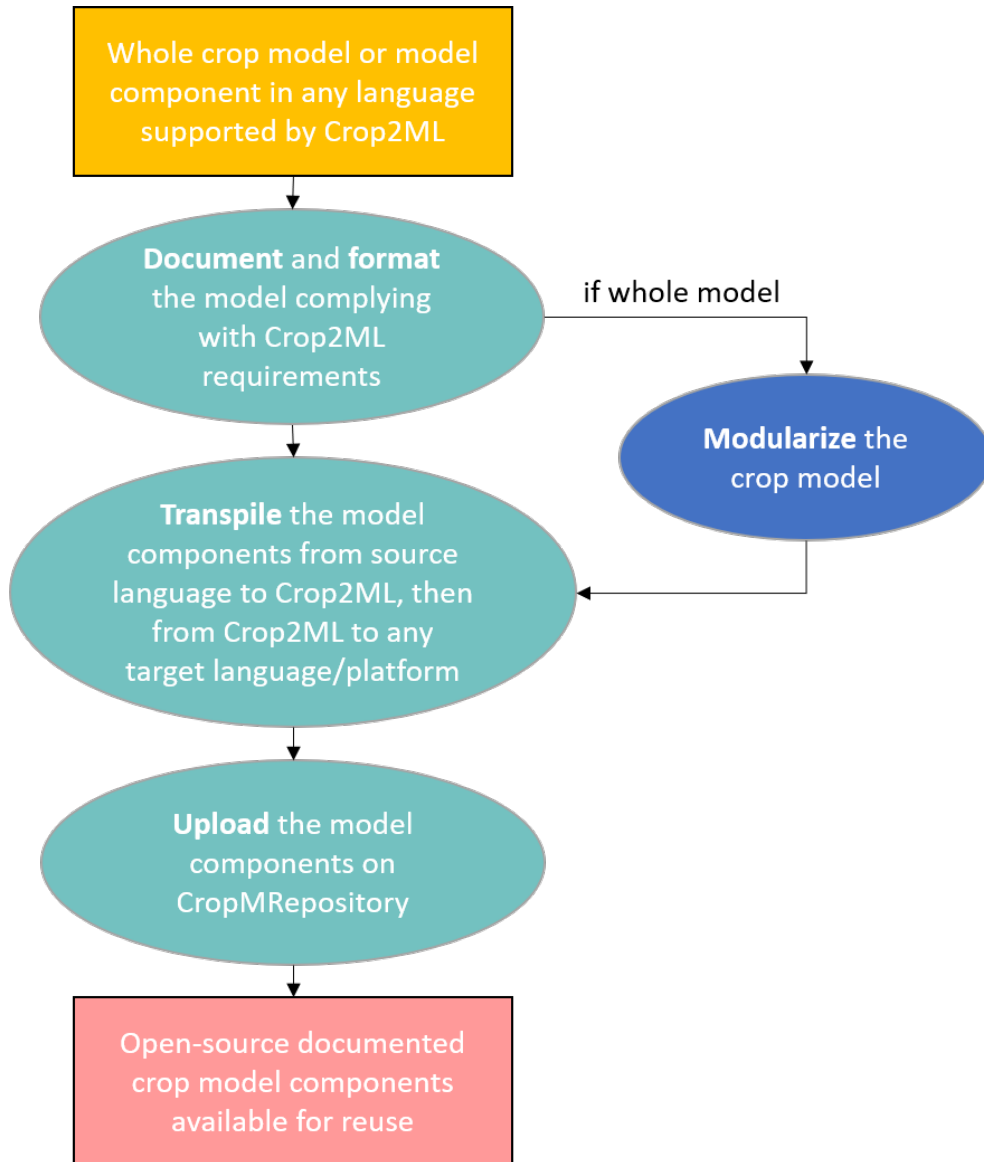 Whole crop model or model
component in any language
supported by Crop2ML
Document and format
the model complying
with Crop2ML
requirements
if whole model
Modularize the
crop model
Transpile the model
components from source
language to Crop2ML, then
from Crop2ML to any
target language/platform
Upload the model
components on
CropMRepository
Open-source documented
crop model components
available for reuse